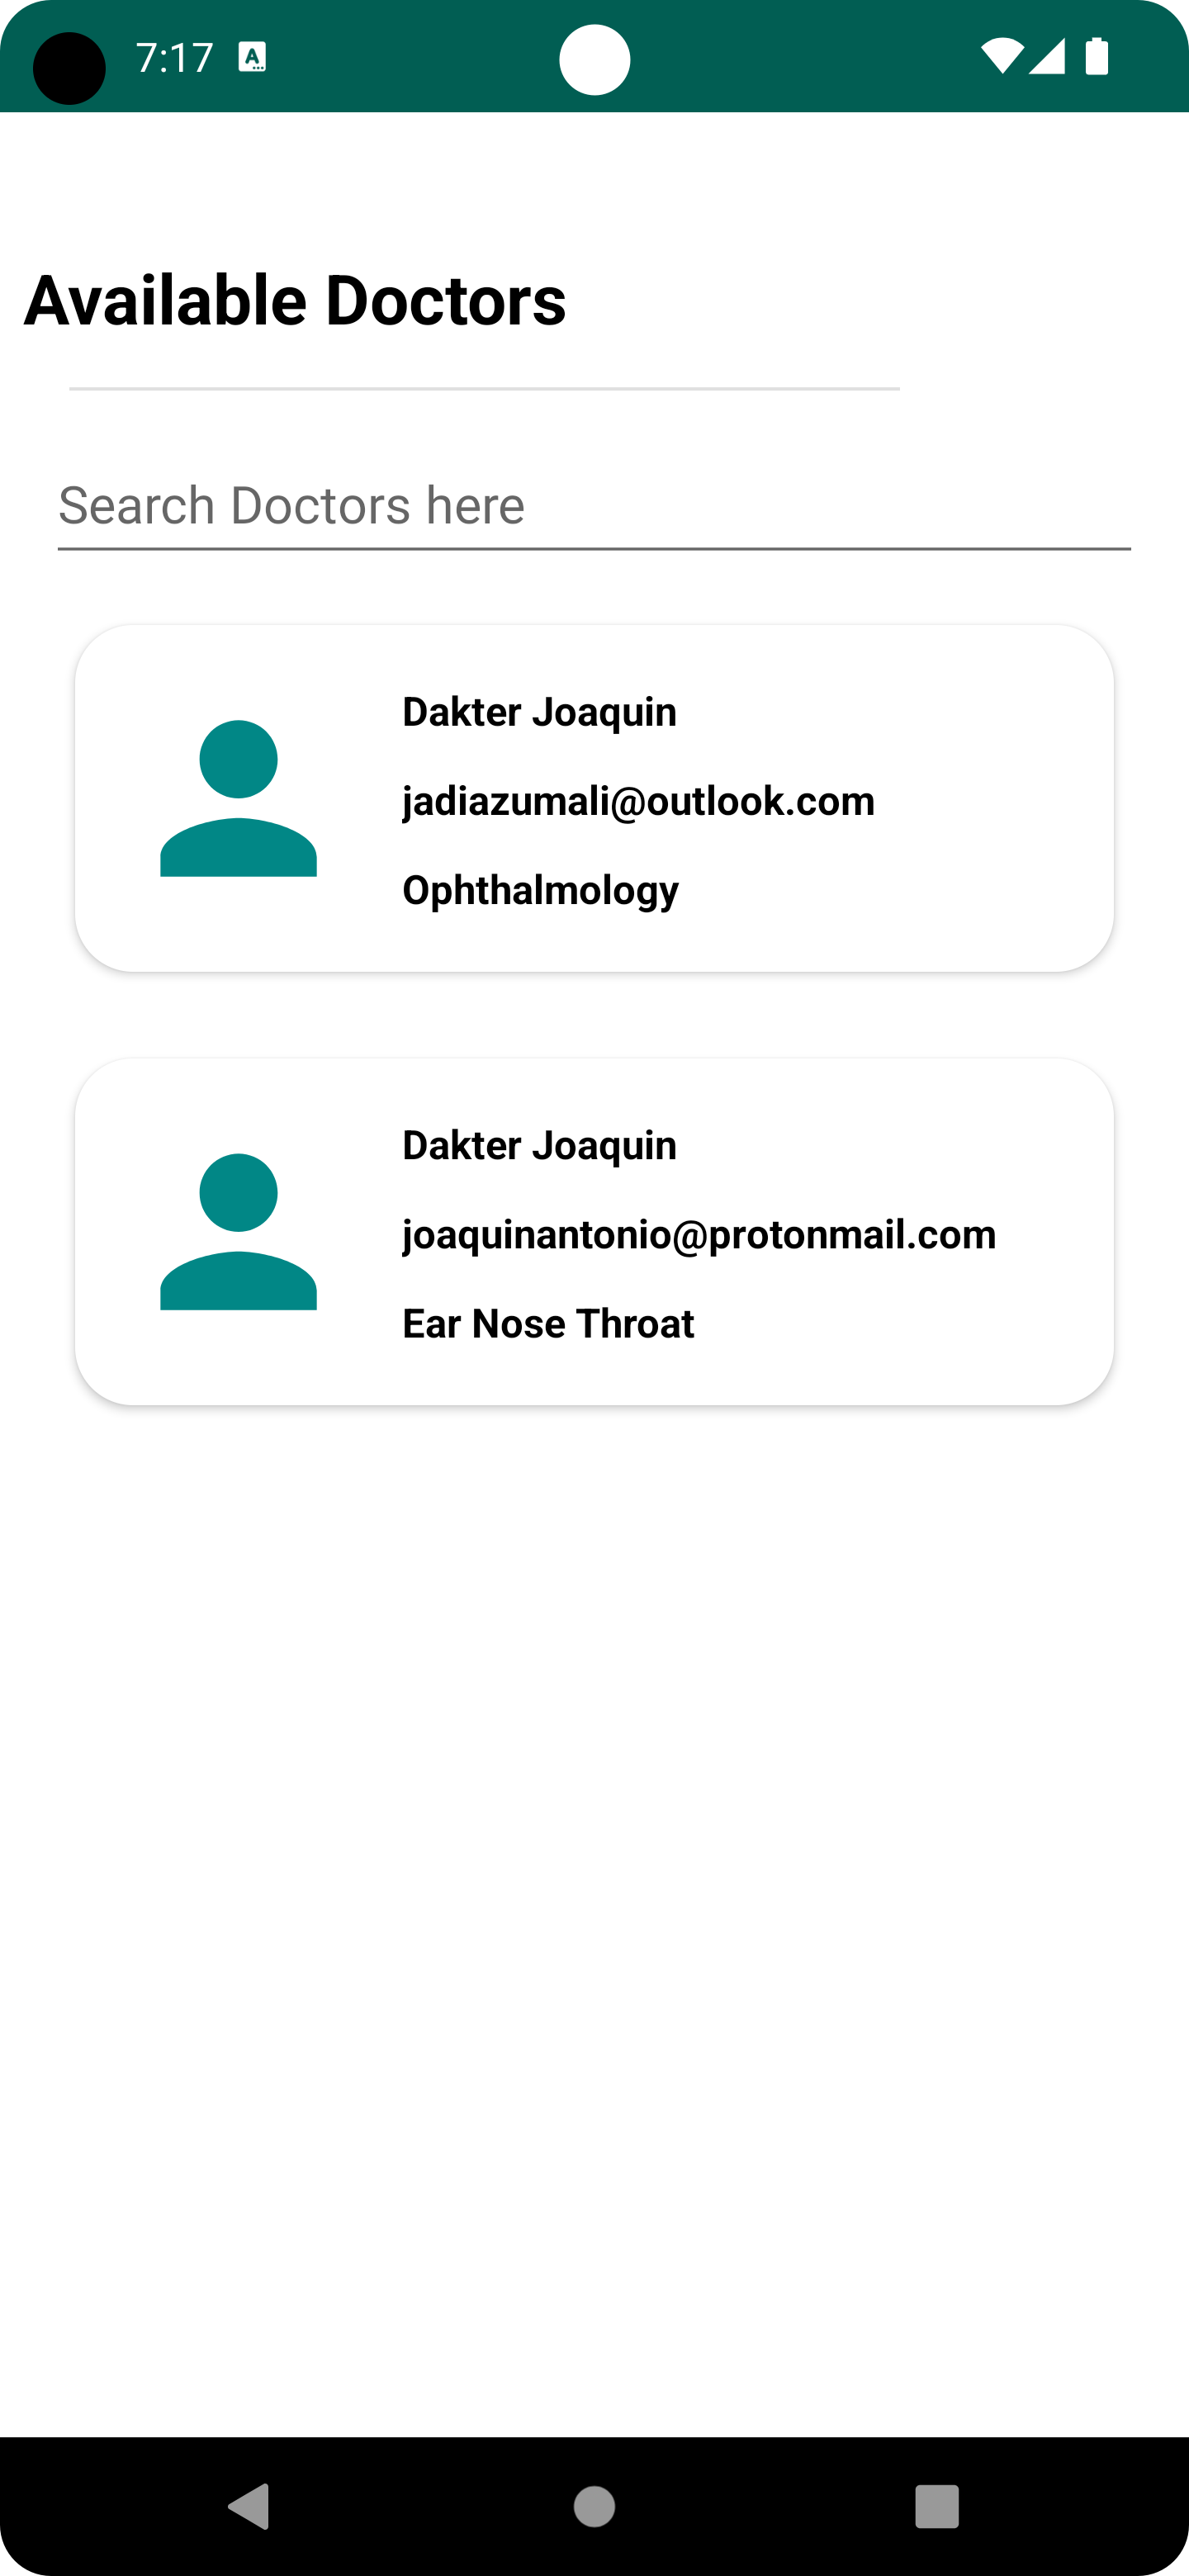 7:17
Available Doctors
Search Doctors here
Dakter Joaquin
jadiazumali@outlook.com
Ophthalmology
Dakter Joaquin
joaquinantonio@protonmail.com
Ear Nose Throat